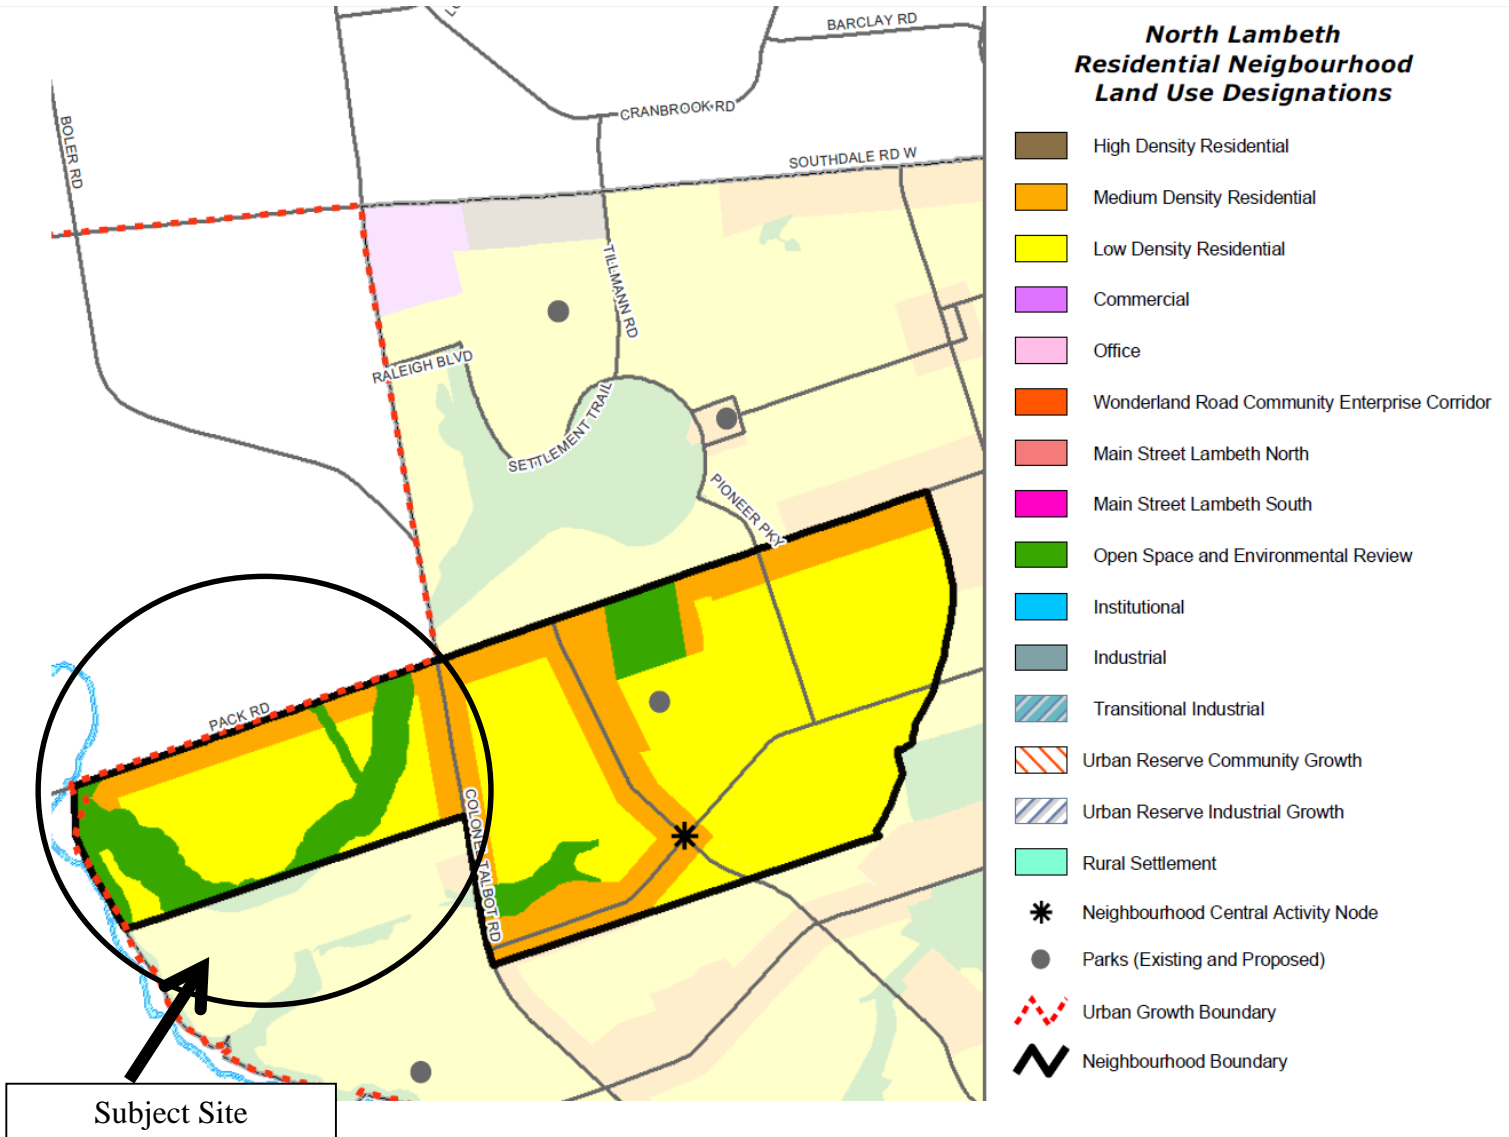 BARCLAY RD
CRANBROOK RD
BOLER RD
SOUTHDALE RD W
TILLMANN RD
RALEIGH BLVD
SETTLEMENT TRAIL
PIONEER PKY
PACK RD
COLONEL TALBOT RD
Subject Site
North Lambeth
Residential Neigbourhood
Land Use Designations
High Density Residential
Medium Density Residential
Low Density Residential
Commercial
Office
Wonderland Road Community Enterprise Corridor
Main Street Lambeth North
Main Street Lambeth South
Open Space and Environmental Review
Institutional
Industrial
Transitional Industrial
Urban Reserve Community Growth
Urban Reserve Industrial Growth
Rural Settlement
Neighbourhood Central Activity Node
Parks (Existing and Proposed)
Urban Growth Boundary
Neighbourhood Boundary